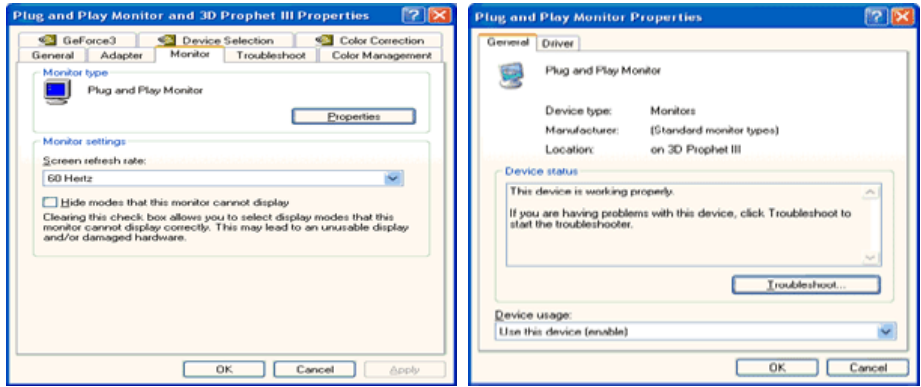 Plug and Play Monitor and 3D Prophet III Properties
GeForce3
Device Selection
Color Correction
General
Adapter
Monitor
Troubleshoot
Color Management
Monitor type
Plug and Play Monitor
Properties
Monitor settings
Screen refresh rate:
60 Hertz
Hide modes that this monitor cannot display
Clearing this check box allows you to select display modes that this
monitor cannot display correctly. This may lead to an unusable display
and/or damaged hardware.
OK
Cancel
Apply
Plug and Play Monitor Properties
General
Driver
Plug and Play Monitor
Device type: Monitors
Manufacturer: (Standard monitor types)
Location: on 3D Prophet III
Device status
This device is working properly.
If you are having problems with this device, click Troubleshoot to
start the troubleshooter.
Troubleshoot...
Device usage:
Use this device (enable)
OK
Cancel